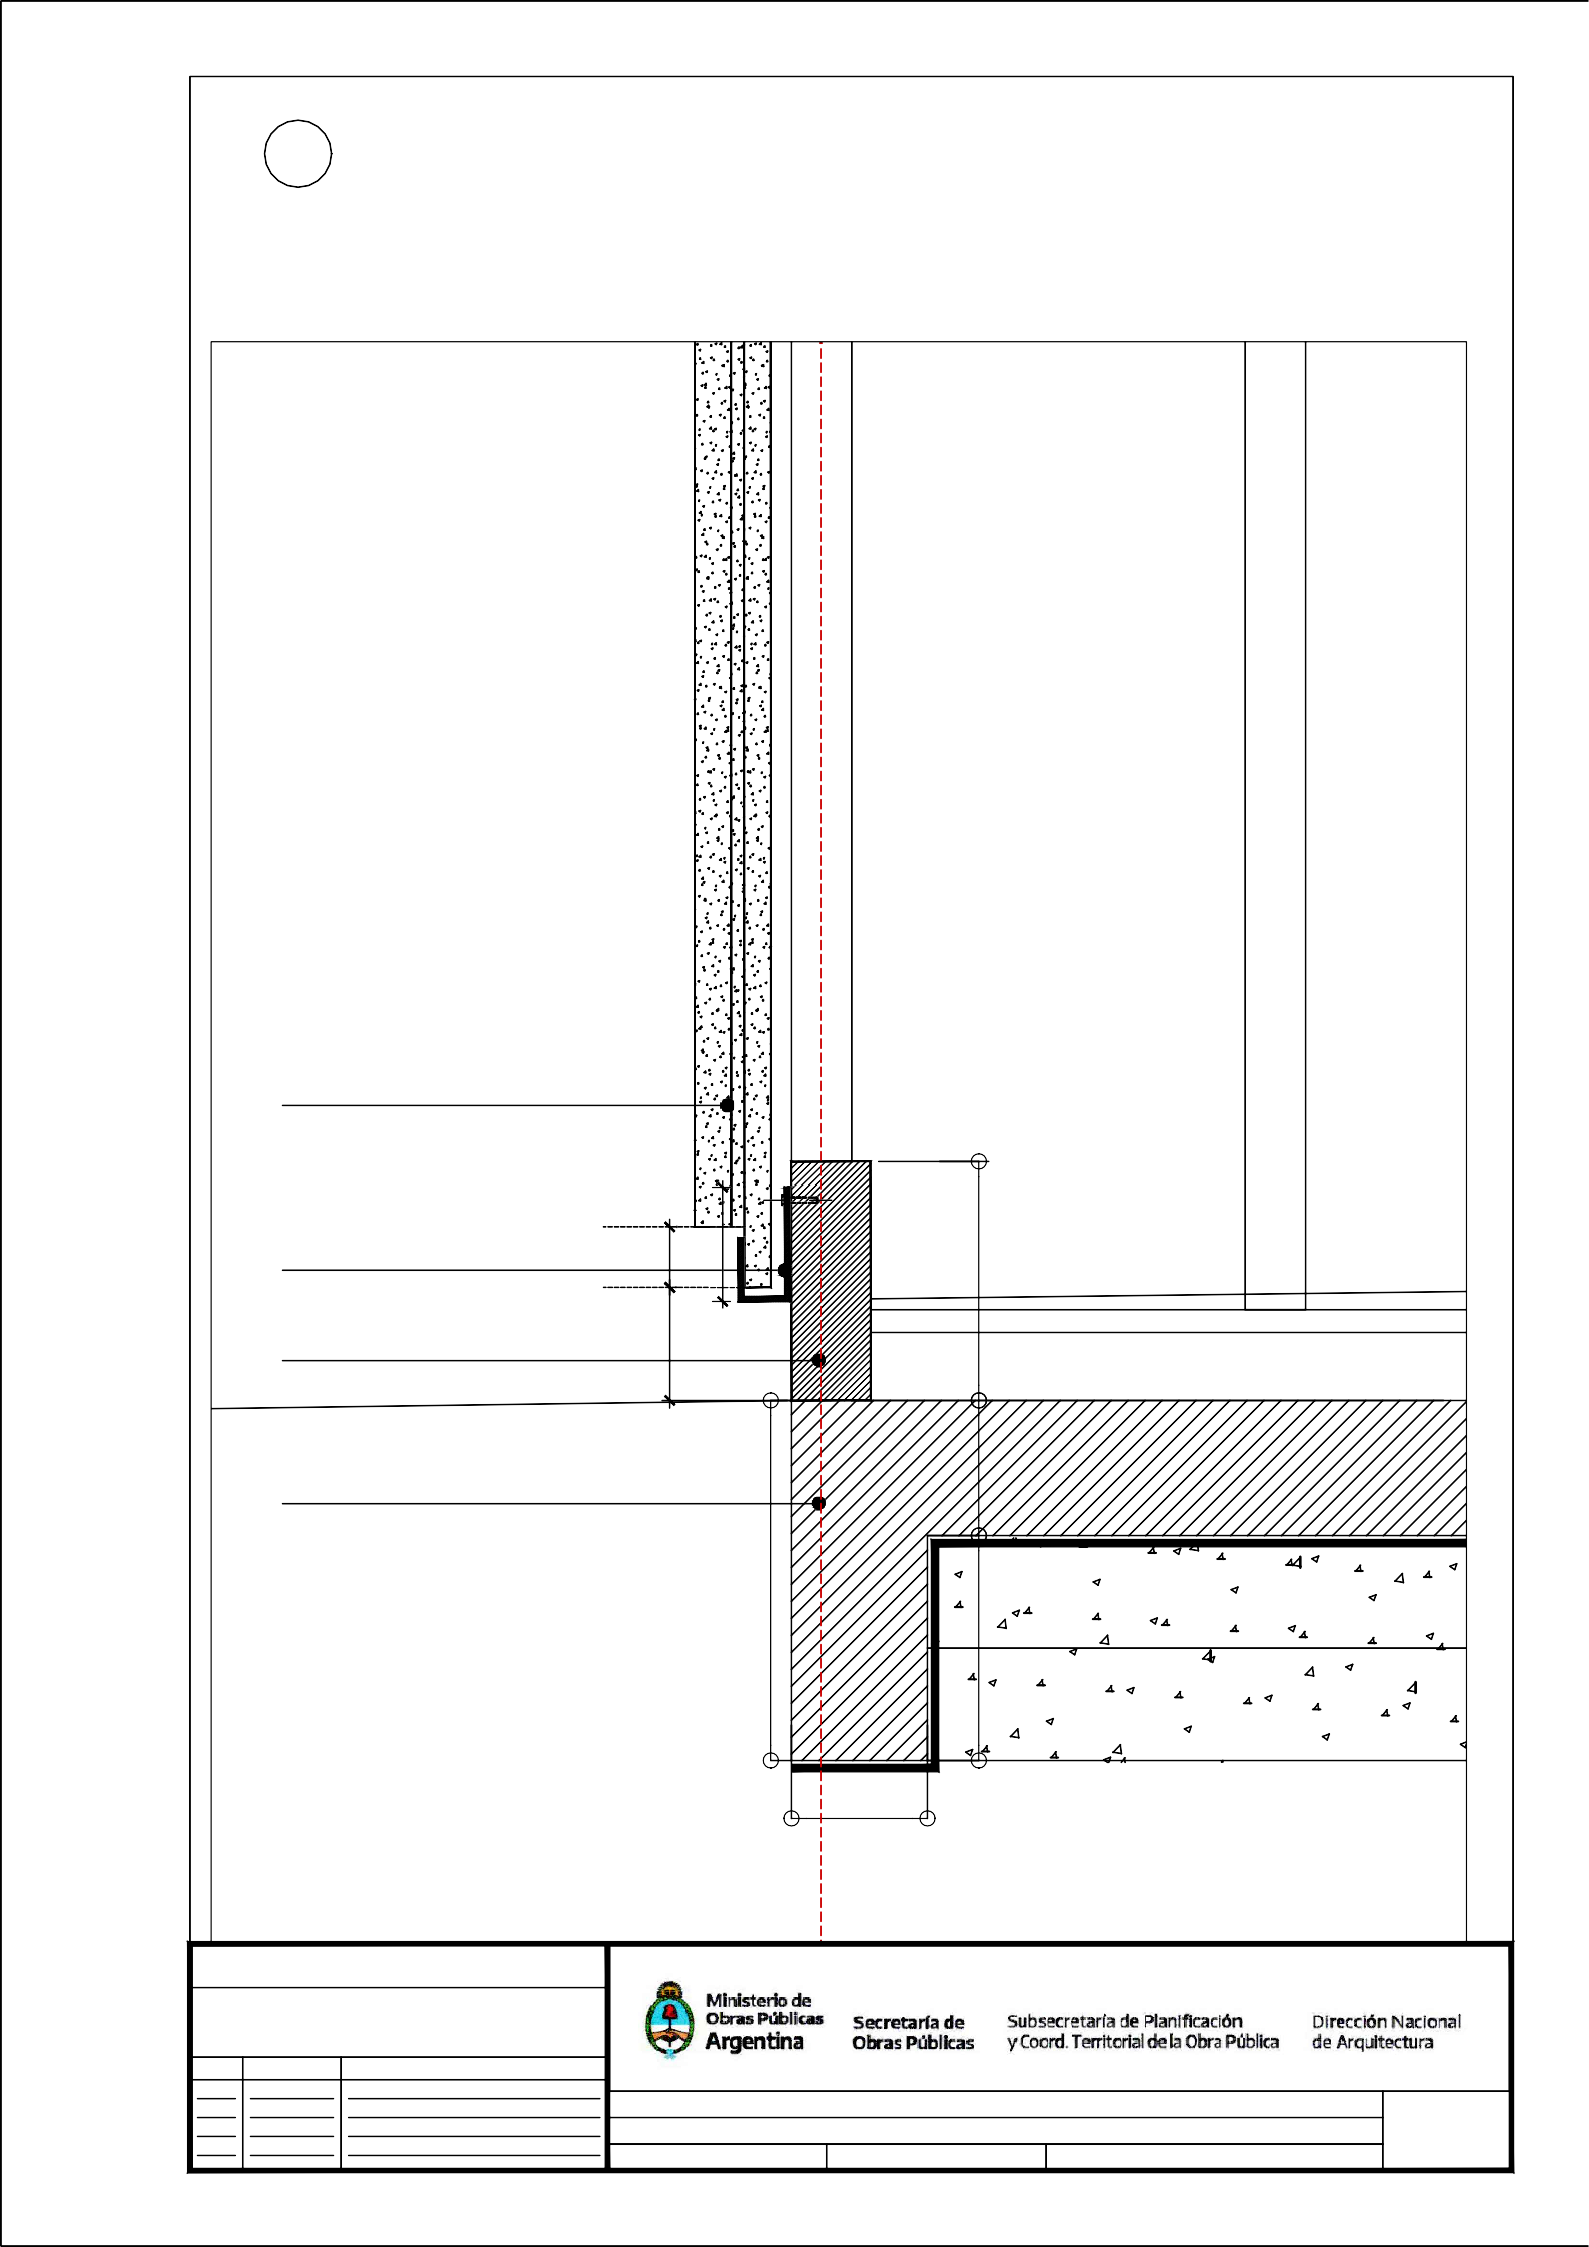 Ministerio de
Obras Públicas
Argentina
Secretaría de
Obras Públicas
Subsecretaría de Planificación
y Coord. Territorial de la Obra Pública
Dirección Nacional
de Arquitectura